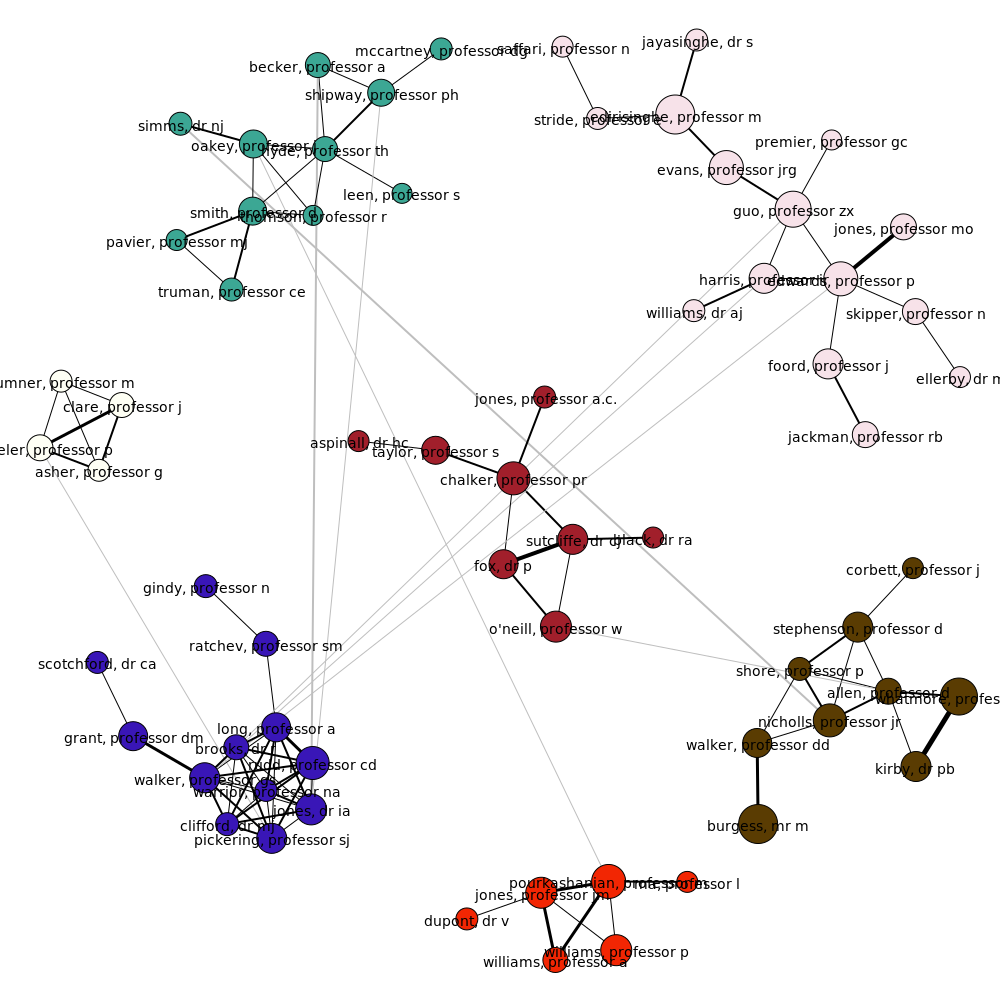 mccartney, professor dg
saffari, professor n
jayasinghe, dr s
becker, professor a
shipway, professor ph
stride, professor e
edirisinghe, professor m
simms, dr nj
oakey, professor j
hyde, professor th
premier, professor gc
evans, professor jrg
leen, professor s
smith, professor d
thomson, professor r
guo, professor zx
jones, professor mo
pavier, professor mj
truman, professor ce
harris, professor
edwards, professor p
williams, dr aj
skipper, professor n
foord, professor j
ellerby, dr m
umner, professor m
clare, professor j
eler, professor p
asher, professor g
jones, professor a.c.
jackman, professor rb
aspinall, dr hc
taylor, professor s
chalker, professor pr
sutcliffe, dr cj
black, dr ra
fox, dr p
o'neill, professor w
gindy, professor n
corbett, professor j
ratchev, professor sm
stephenson, professor d
scotchford, dr ca
shore, professor p
allen, professor d
whatmore, profes
nicholls, professor jr
grant, professor dm
long, professor a
brooks, dr
rudd, professor cd
walker, professor dd
kirby, dr pb
walker, professor gs
warrior, professor na
jones, dr ia
clifford, dr mj
pickering, professor sj
burgess, mr m
pourkashanian, professor m
ma, professor l
jones, professor jm
dupont, dr v
williams, professor p
williams, professor a